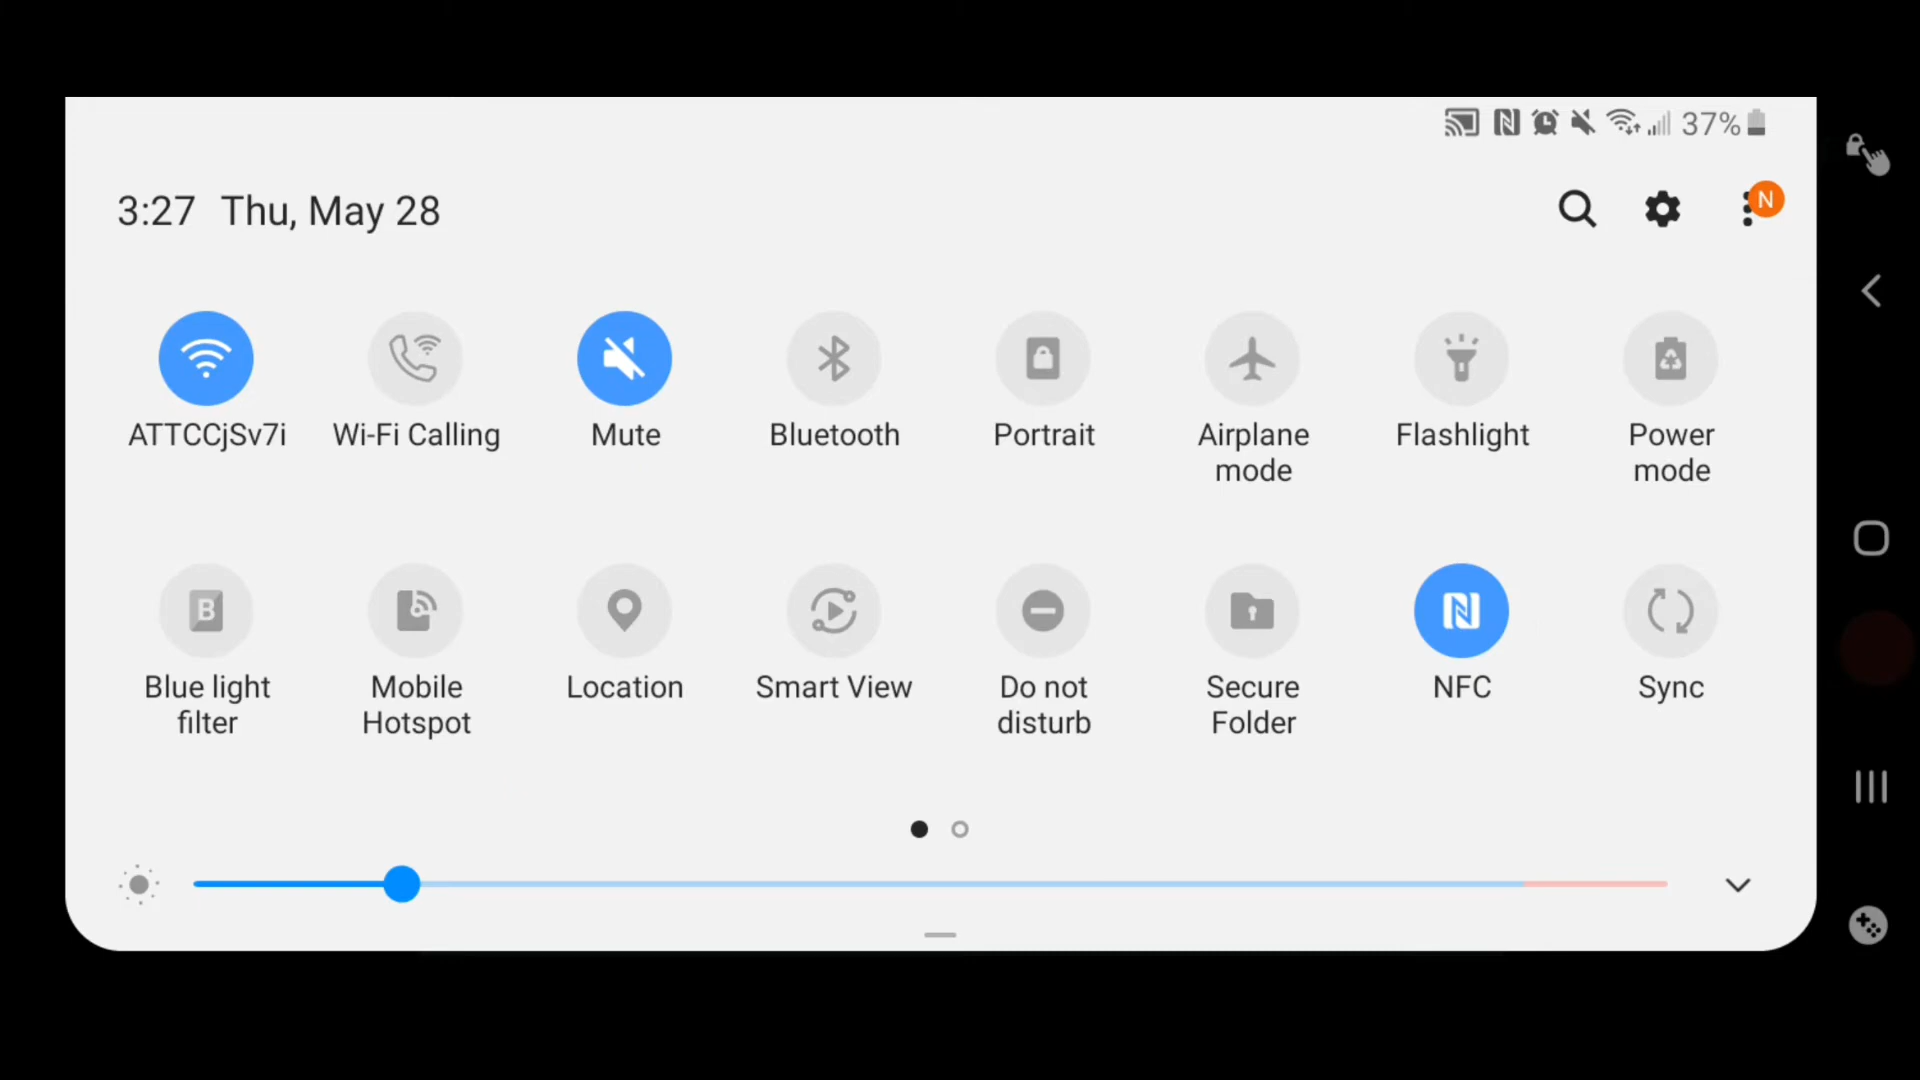 37%
3:27 Thu, May 28
N
ATTCCjSv7i
Wi-Fi Calling
Mute
Bluetooth
Portrait
Airplane
mode
Flashlight
Power
mode
B
Blue light
filter
Mobile
Hotspot
Location
Smart View
Do not
disturb
Secure
Folder
NFC
Sync